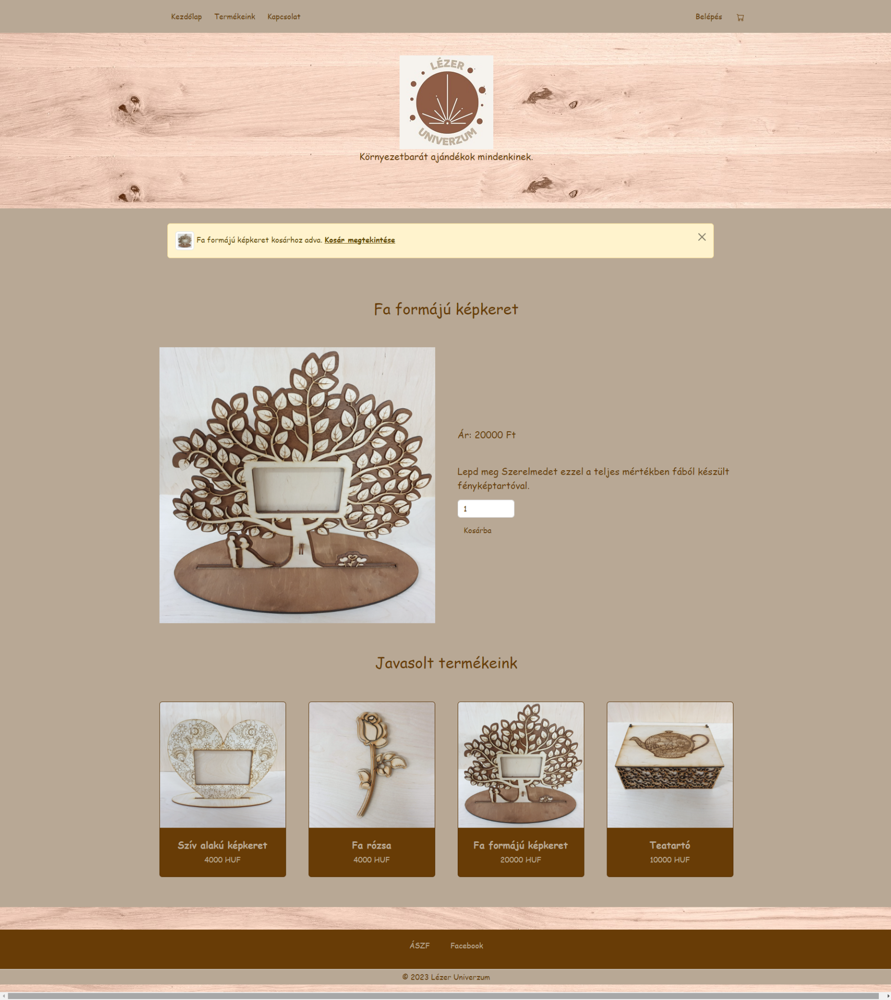 Kezdőlap Termékeink Kapcsolat Belépés
LÉZER
UNIVERZUM
Környezetbarát ajándékok mindenkinek.
Fa formájú képkeret kosárhoz adva. Kosár megtekintése
Fa formájú képkeret
Ár: 20000 Ft
Lepd meg Szerelmedet ezzel a teljes mértékben fából készült
fényképtartóval.
1
Kosárba
Javasolt termékeink
Szív alakú képkeret
4000 HUF
Fa rózsa
4000 HUF
Fa formájú képkeret
20000 HUF
Teatartó
10000 HUF
ÁSZF Facebook
© 2023 Lézer Univerzum